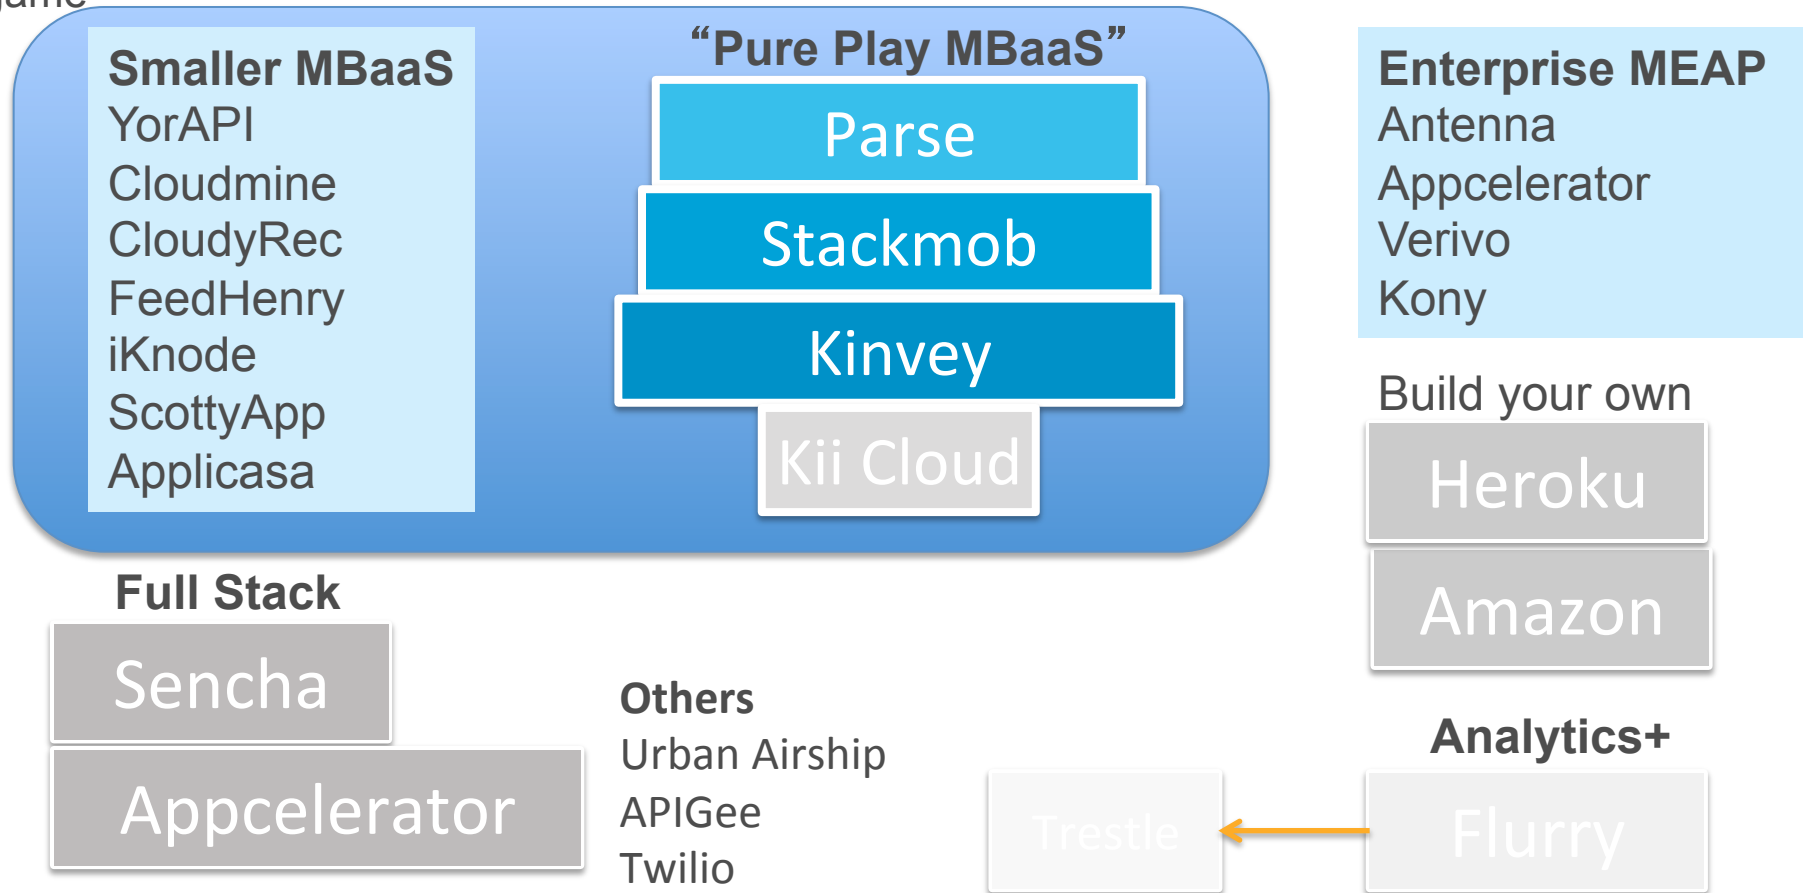 game
Smaller MBaaS
YorAPI
Cloudmine
CloudyRec
FeedHenry
iKnode
ScottyApp
Applicasa
“Pure Play MBaaS”
Parse
Stackmob
Kinvey
Kii Cloud
Enterprise MEAP
Antenna
Appcelerator
Verivo
Kony
Build your own
Heroku
Amazon
Full Stack
Sencha
Appcelerator
Others
Urban Airship
APIGee
Twilio
Trestle
Analytics+
Flurry